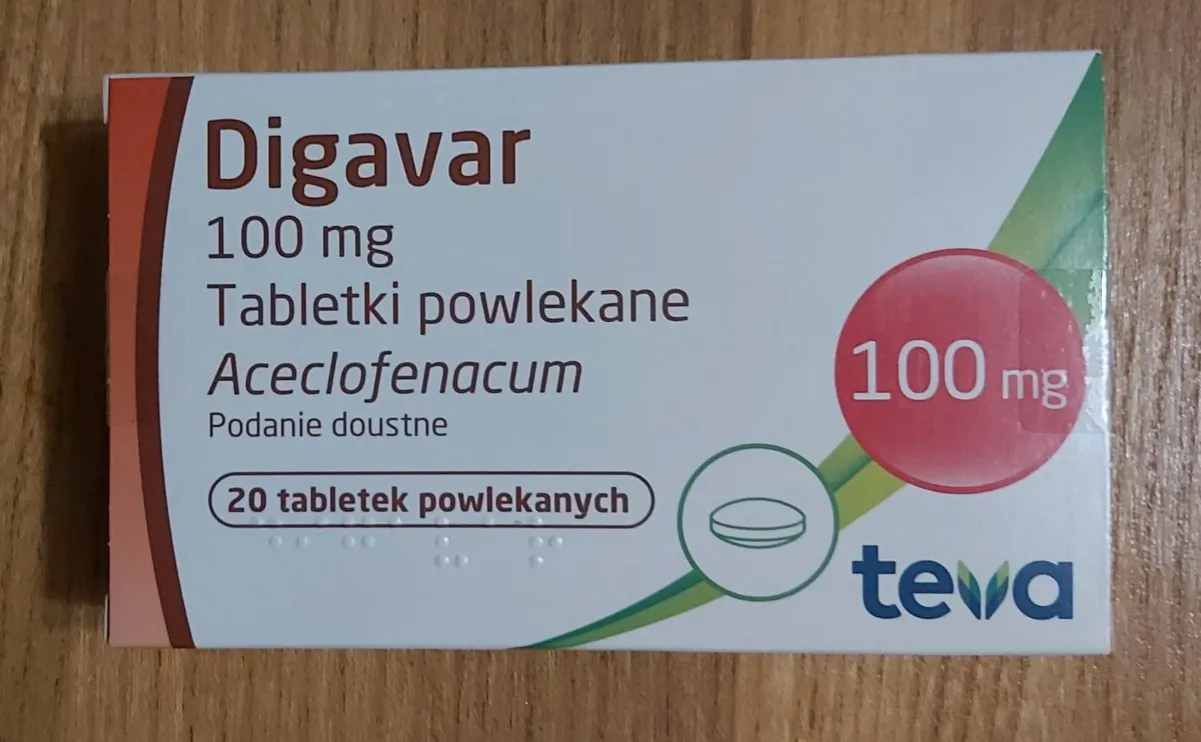 Digavar
100 mg
Tabletki powlekane
Aceclofenacum
Podanie doustne
20 tabletek powlekanych
100 mg
teva